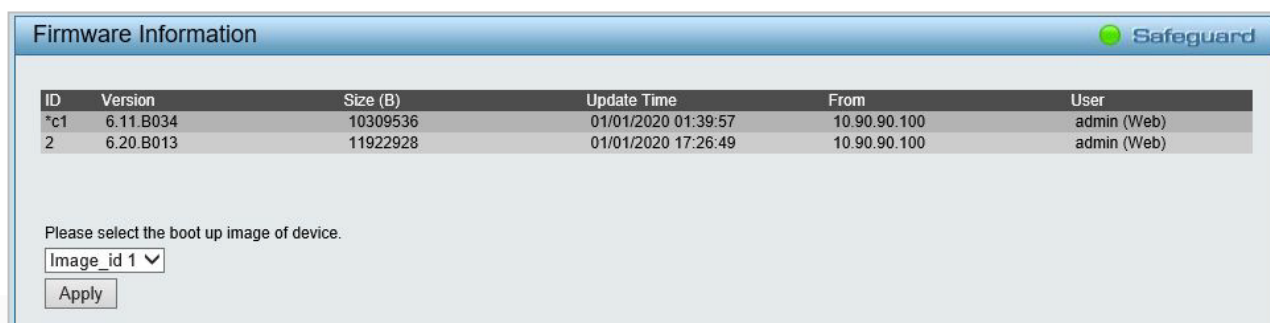 Firmware Information Safeguard
ID Version Size (B) Update Time From User
*c1 6.11.B034 10309536 01/01/2020 01:39:57 10.90.90.100 admin (Web)
2 6.20.B013 11922928 01/01/2020 17:26:49 10.90.90.100 admin (Web)
Please select the boot up image of device.
Image_id 1
Apply